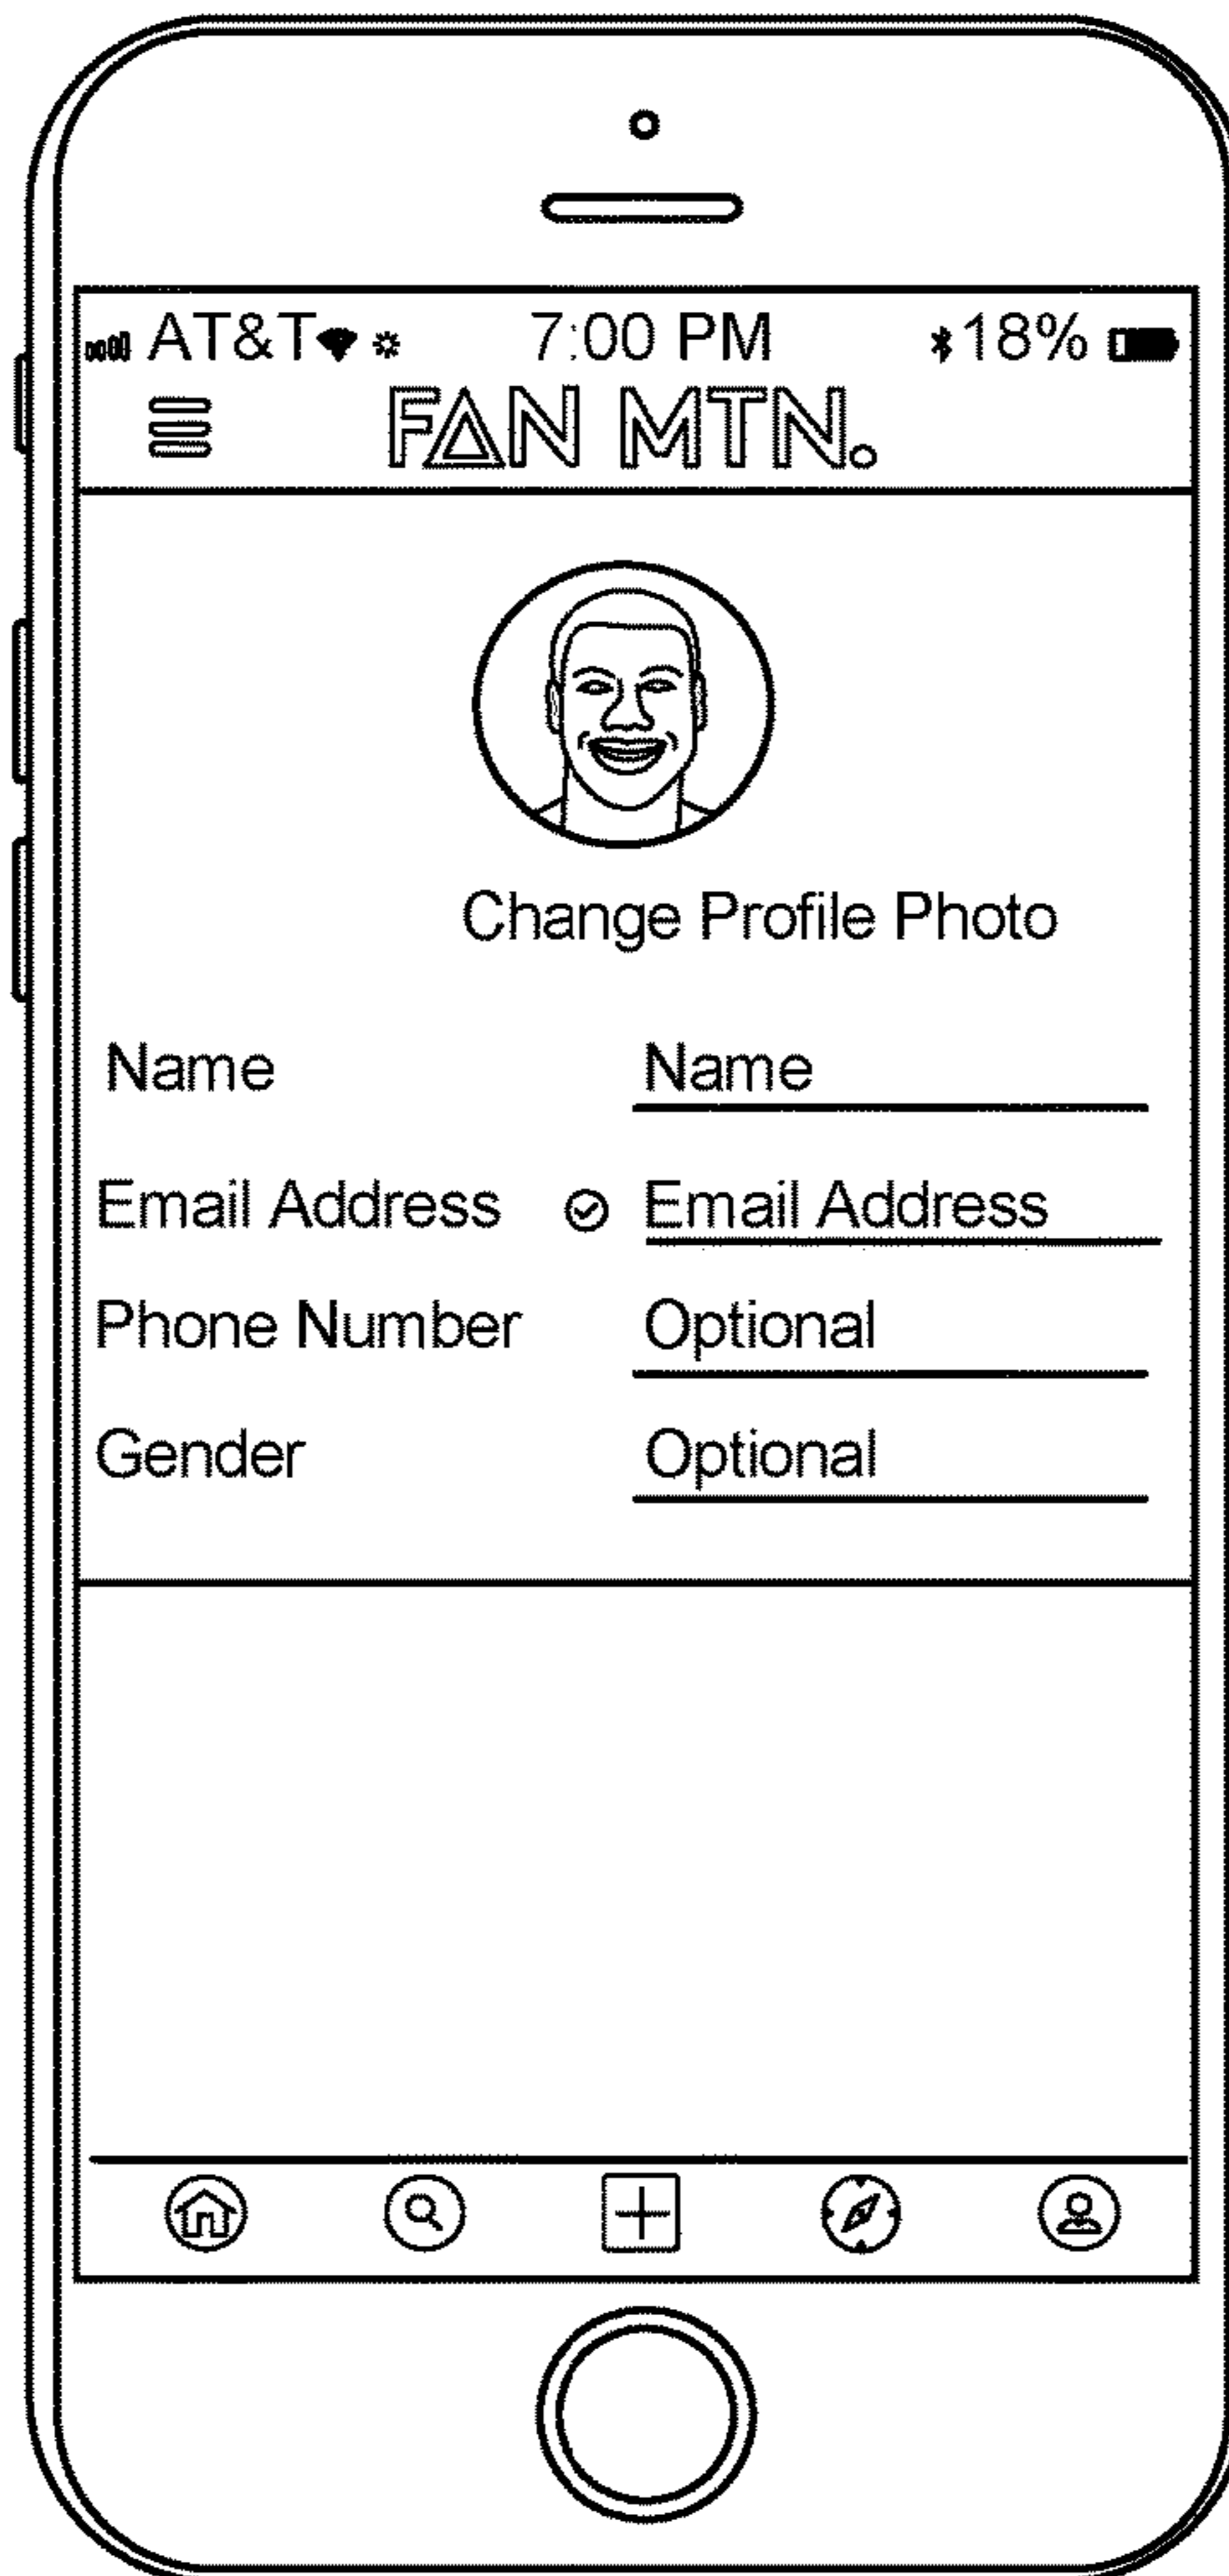 AT&T 7:00 PM 18%
FAN MTN.
Change Profile Photo
Name Name
Email Address Email Address
Phone Number Optional
Gender Optional